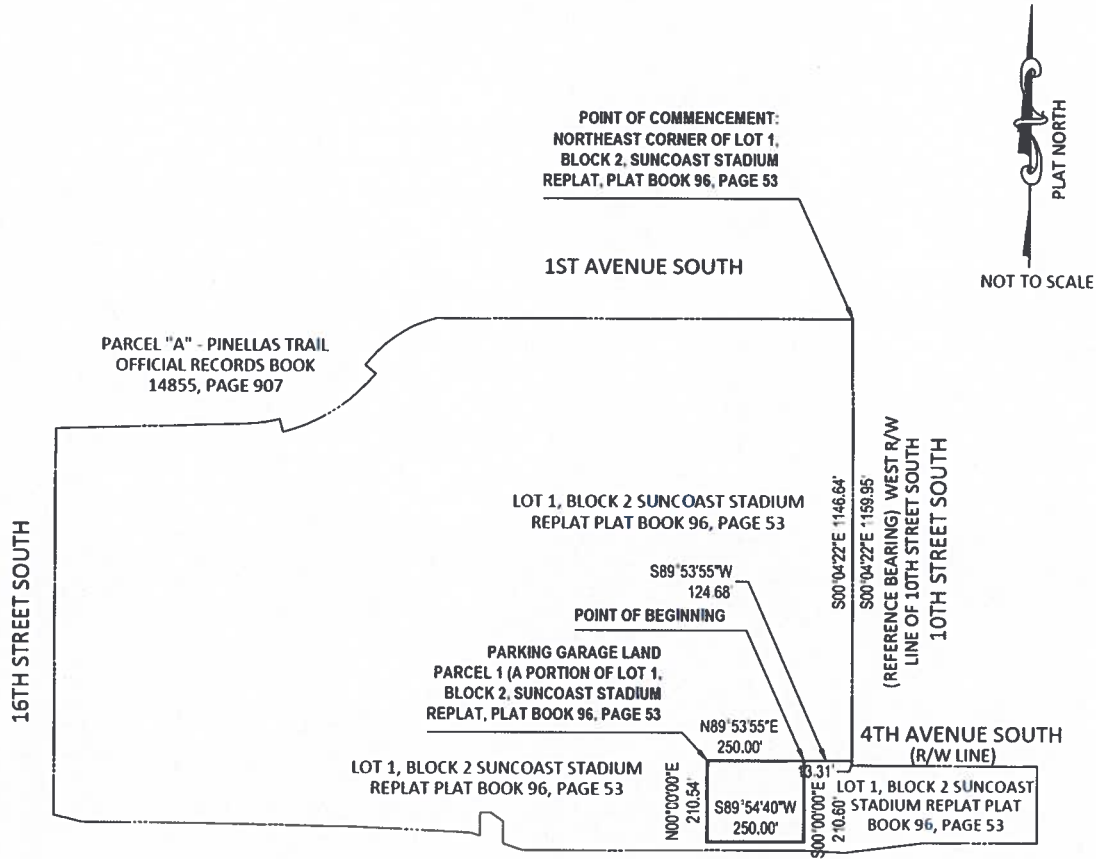 POINT OF COMMENCEMENT:
NORTHEAST CORNER OF LOT 1,
BLOCK 2, SUNCOAST STADIUM
REPLAT, PLAT BOOK 96, PAGE 53
PLAT NORTH
NOT TO SCALE
1ST AVENUE SOUTH
PARCEL "A" - PINELLAS TRAIL
OFFICIAL RECORDS BOOK
14855, PAGE 907
16TH STREET SOUTH
LOT 1, BLOCK 2 SUNCOAST STADIUM
REPLAT PLAT BOOK 96, PAGE 53
S00°04'22"E 1146.64'
S00°04'22"E 1159.95'
(REFERENCE BEARING) WEST R/W
LINE OF 10TH STREET SOUTH
10TH STREET SOUTH
S89°53'55"W
124.68'
POINT OF BEGINNING
PARKING GARAGE LAND
PARCEL 1 (A PORTION OF LOT 1,
BLOCK 2, SUNCOAST STADIUM
REPLAT, PLAT BOOK 96, PAGE 53
N89°53'55"E
250.00'
4TH AVENUE SOUTH
(R/W LINE)
13.31'
LOT 1, BLOCK 2 SUNCOAST STADIUM
REPLAT PLAT BOOK 96, PAGE 53
N00°00'00"E
210.54'
S89°54'40"W
250.00'
S00°00'00"E
210.60'
LOT 1, BLOCK 2 SUNCOAST
STADIUM REPLAT PLAT
BOOK 96, PAGE 53